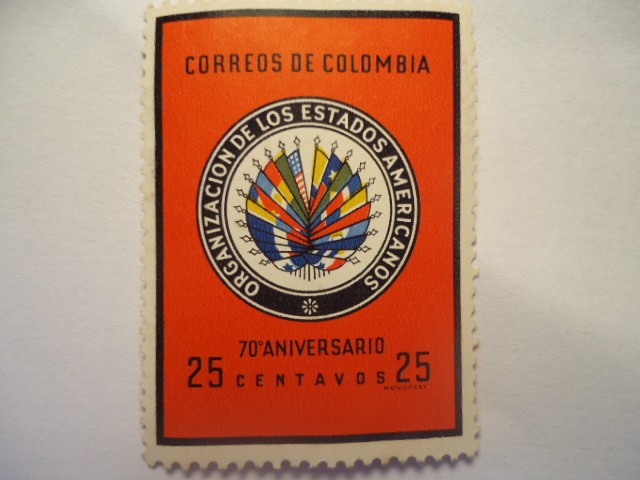 CORREOS DE COLOMBIA
ORGANIZACION DE LOS ESTADOS AMERICANOS
70° ANIVERSARIO
25 CENTAVOS 25